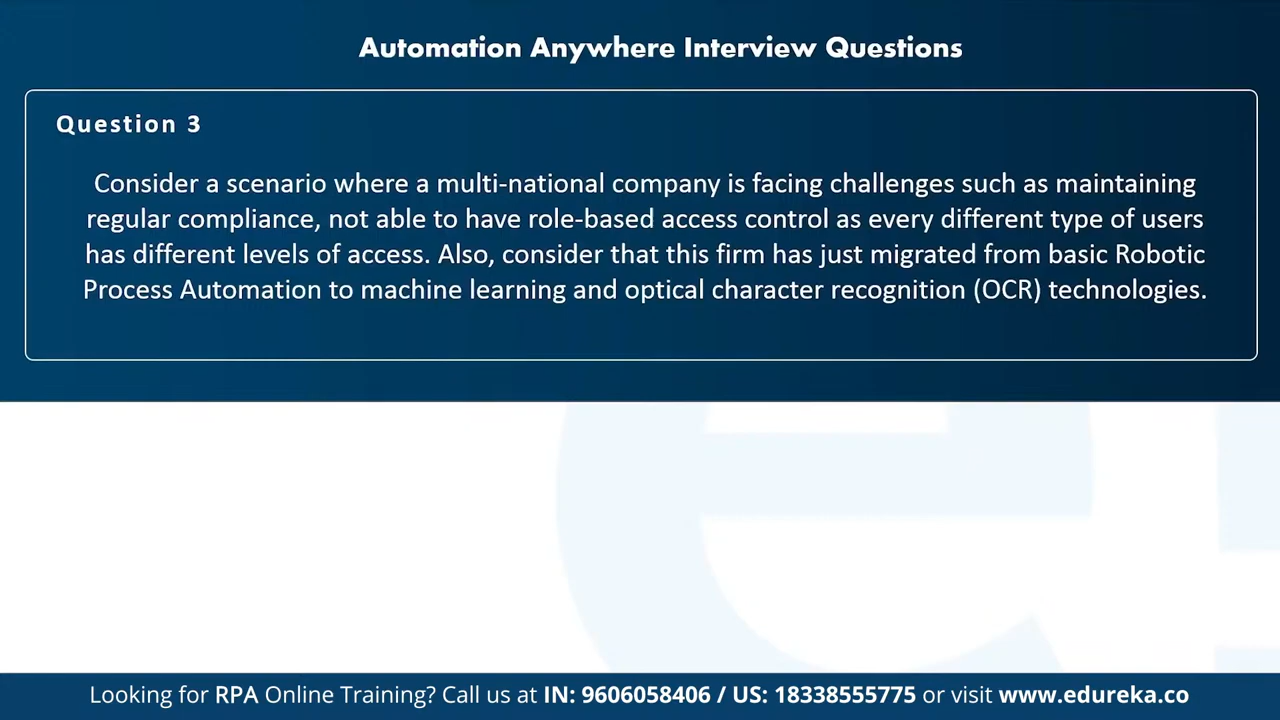 Automation Anywhere Interview Questions
Question 3
Consider a scenario where a multi-national company is facing challenges such as maintaining
regular compliance, not able to have role-based access control as every different type of users
has different levels of access. Also, consider that this firm has just migrated from basic Robotic
Process Automation to machine learning and optical character recognition (OCR) technologies.
Looking for RPA Online Training? Call us at IN: 9606058406 / US: 18338555775 or visit www.edureka.co